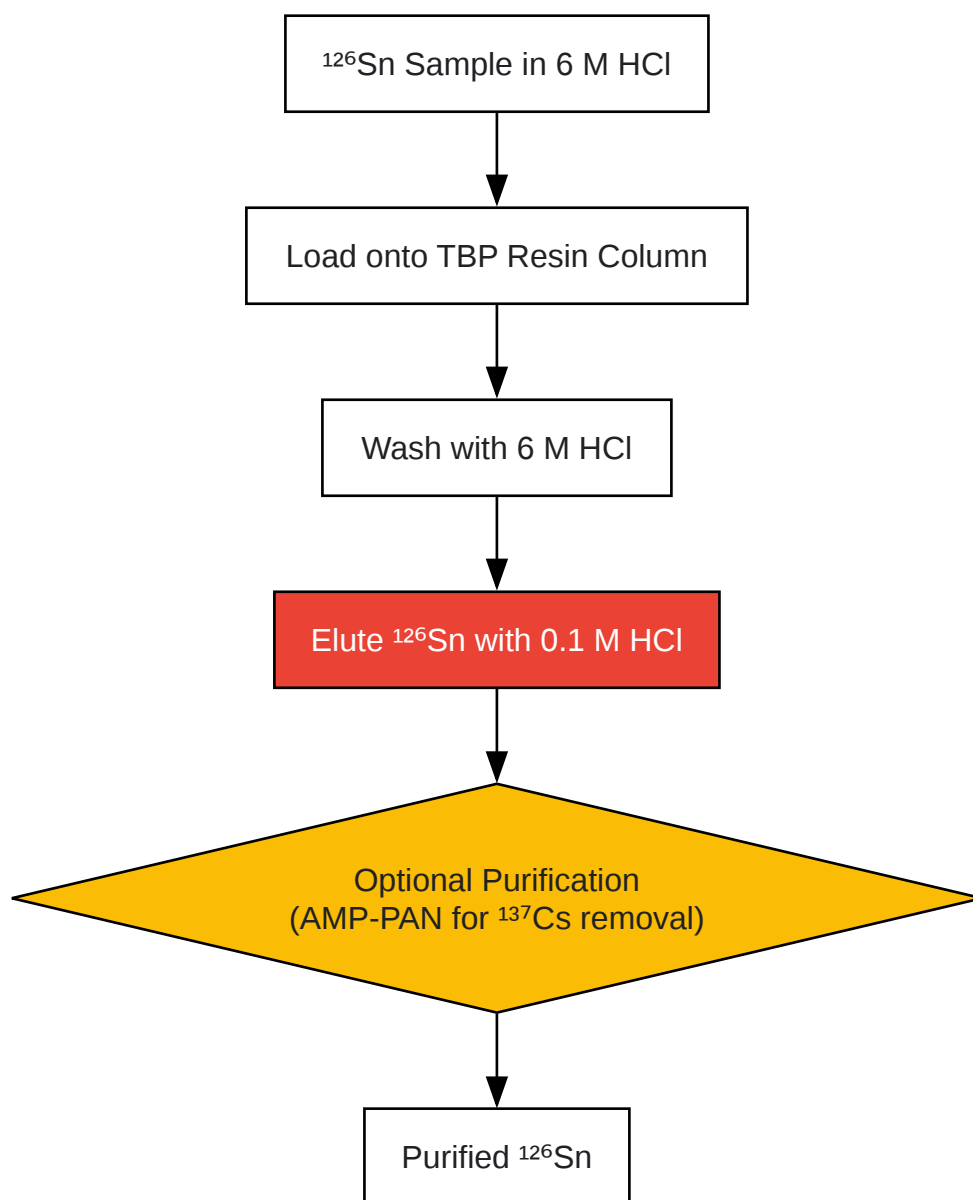 ¹²⁶Sn Sample in 6 M HCl
Load onto TBP Resin Column
Wash with 6 M HCl
Elute ¹²⁶Sn with 0.1 M HCl
Optional Purification
(AMP-PAN for ¹³⁷Cs removal)
Purified ¹²⁶Sn